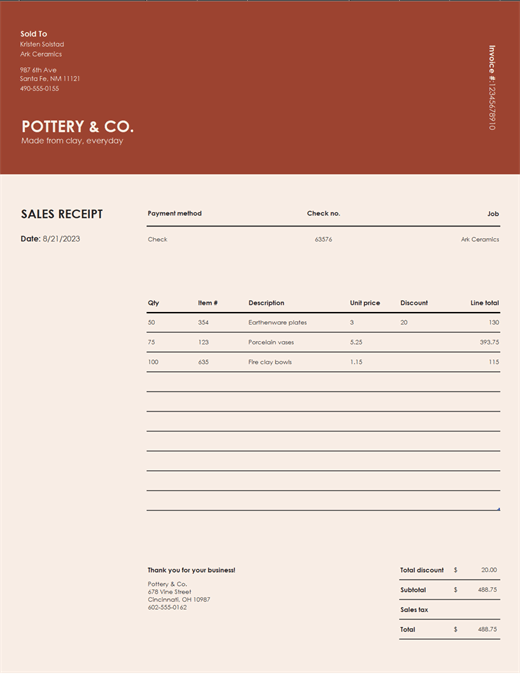 Sold To
Kristen Solstad
Ark Ceramics
987 6th Ave
Santa Fe, NM 11121
490-555-0155
Invoice #:12345678910
POTTERY & CO.
Made from clay, everyday
SALES RECEIPT
Date: 8/21/2023
Payment method Check no. Job
Check 63576 Ark Ceramics
Qty Item # Description Unit price Discount Line total
50 354 Earthenware plates 3 20 130
75 123 Porcelain vases 5.25 393.75
100 635 Fire clay bowls 1.15 115
Thank you for your business!
Pottery & Co.
678 Vine Street
Cincinnati, OH 10987
602-555-0162
Total discount $ 20.00
Subtotal $ 488.75
Sales tax
Total $ 488.75